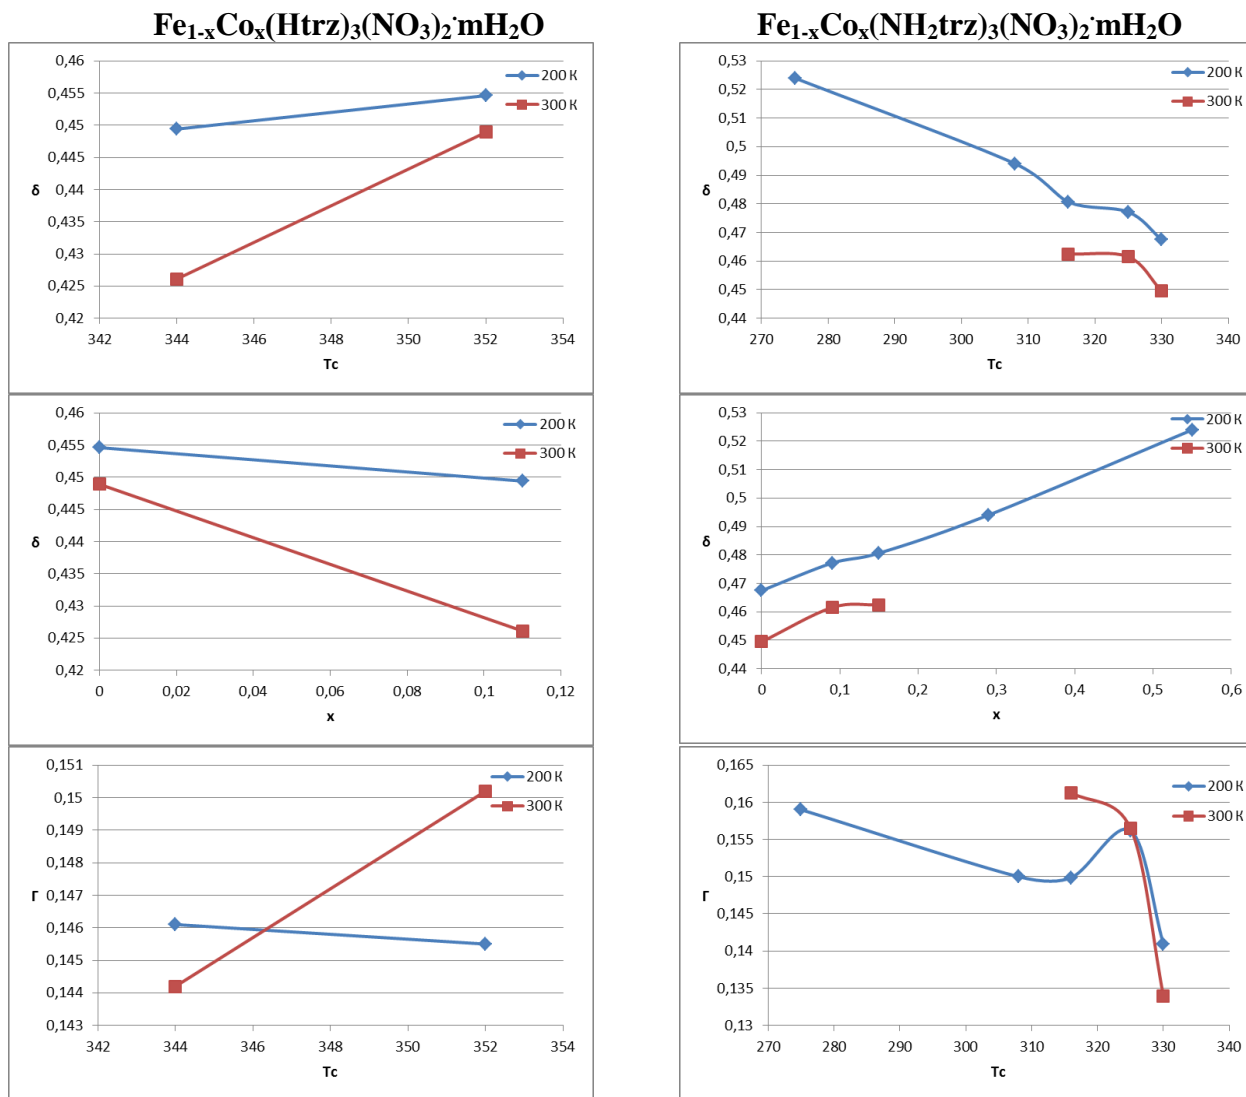 Fe1-xCox(Htrz)3(NO3)2·mH2O
Fe1-xCox(NH2trz)3(NO3)2·mH2O
0,46
0,455
0,45
0,445
0,44
0,435
0,43
0,425
0,42
δ
342 344 346 348 350 352 354
Tc
200 K
300 K
0,53
0,52
0,51
0,5
0,49
0,48
0,47
0,46
0,45
0,44
δ
270 280 290 300 310 320 330 340
Tc
200 K
300 K
0,46
0,455
0,45
0,445
0,44
0,435
0,43
0,425
0,42
δ
0 0,02 0,04 0,06 0,08 0,1 0,12
x
200 K
300 K
0,53
0,52
0,51
0,5
0,49
0,48
0,47
0,46
0,45
0,44
δ
0 0,1 0,2 0,3 0,4 0,5 0,6
x
200 K
300 K
0,151
0,15
0,149
0,148
0,147
0,146
0,145
0,144
0,143
Γ
342 344 346 348 350 352 354
Tc
200 K
300 K
0,165
0,16
0,155
0,15
0,145
0,14
0,135
0,13
Γ
270 280 290 300 310 320 330 340
Tc
200 K
300 K